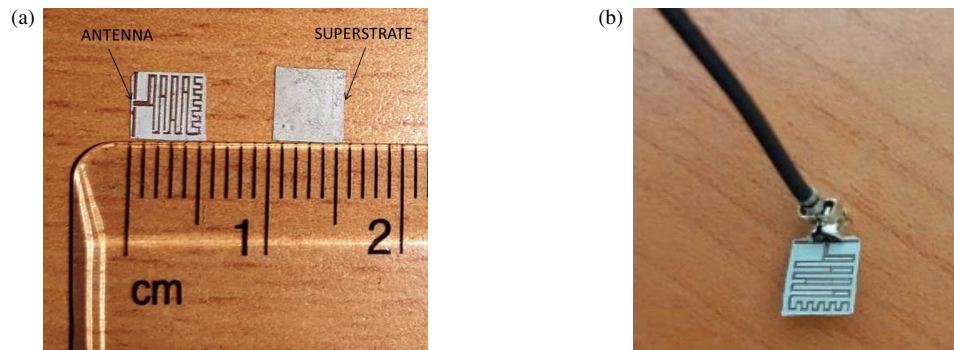 (a)
ANTENNA
SUPERSTRATE
1
2
cm
(b)